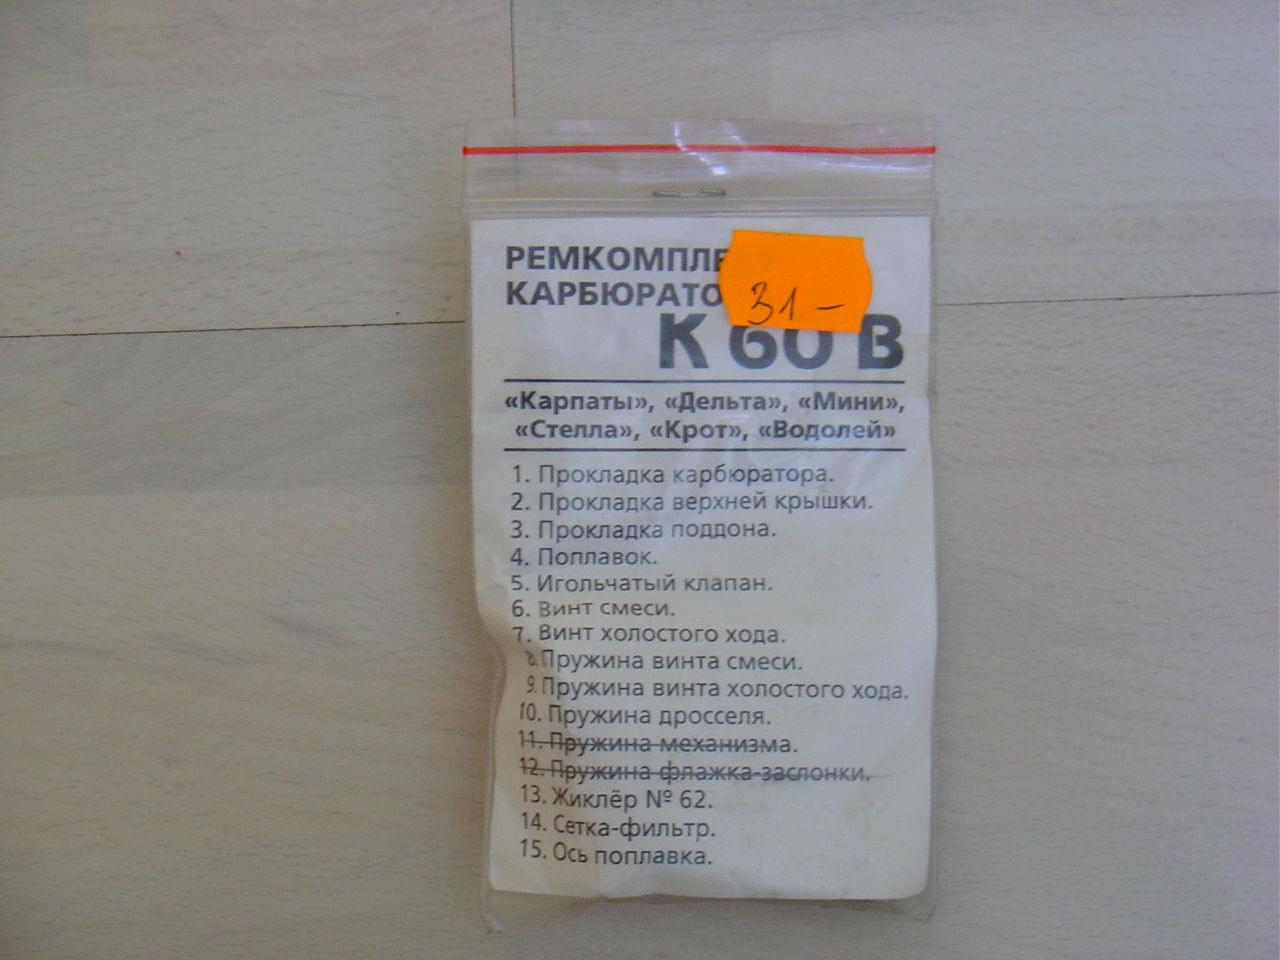 РЕМКОМПЛЕ
КАРБЮРАТО
31 –
К 60 В
«Карпаты», «Дельта», «Мини»,
«Стелла», «Крот», «Водолей»
1. Прокладка карбюратора.
2. Прокладка верхней крышки.
3. Прокладка поддона.
4. Поплавок.
5. Игольчатый клапан.
6. Винт смеси.
7. Винт холостого хода.
8. Пружина винта смеси.
9. Пружина винта холостого хода.
10. Пружина дросселя.
11. Пружина механизма.
12. Пружина флажка-заслонки.
13. Жиклёр № 62.
14. Сетка-фильтр.
15. Ось поплавка.